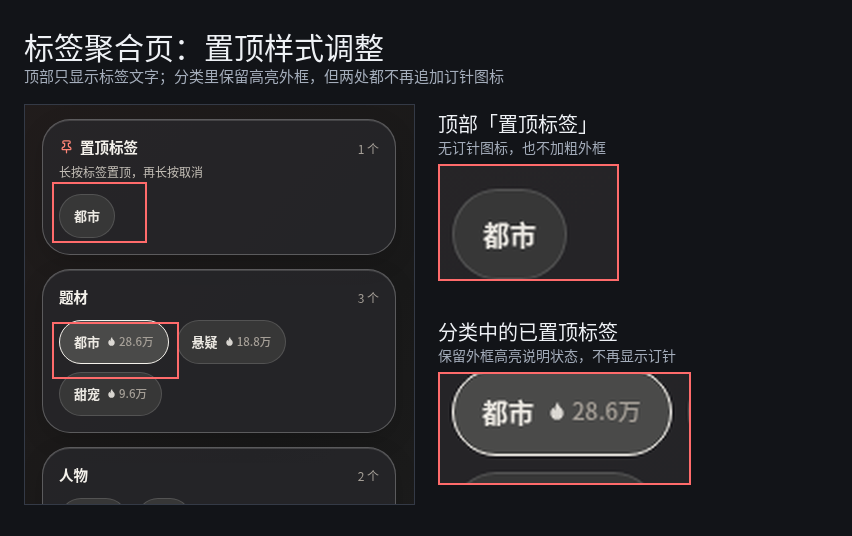 标签聚合页：置顶样式调整
顶部只显示标签文字；分类里保留高亮外框，但两处都不再追加订针图标
置顶标签 1 个
长按标签置顶，再长按取消
都市
题材 3 个
都市 28.6万 悬疑 18.8万
甜宠 9.6万
人物 2 个
顶部「置顶标签」
无订针图标，也不加粗外框
都市
分类中的已置顶标签
保留外框高亮说明状态，不再显示订针
都市 28.6万